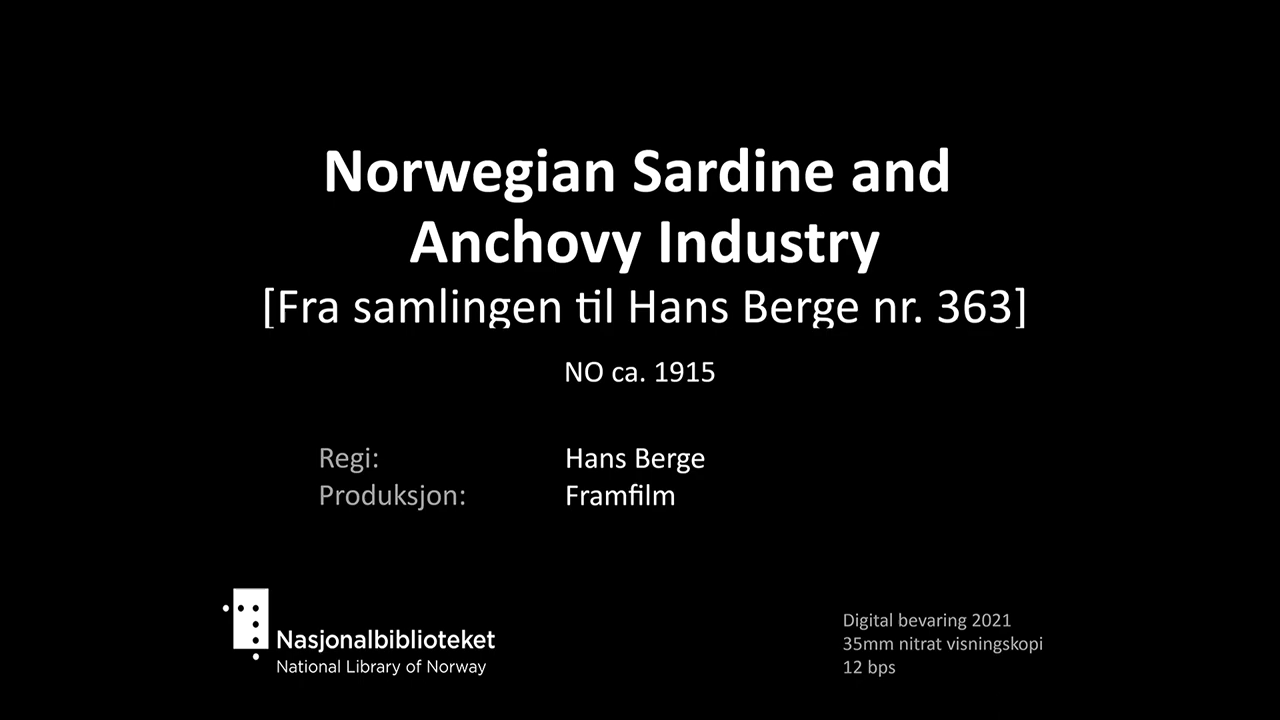 Norwegian Sardine and
Anchovy Industry
[Fra samlingen til Hans Berge nr. 363]
NO ca. 1915
Regi: Hans Berge
Produksjon: Framfilm
Nasjonalbiblioteket
National Library of Norway
Digital bevaring 2021
35mm nitrat visningskopi
12 bps